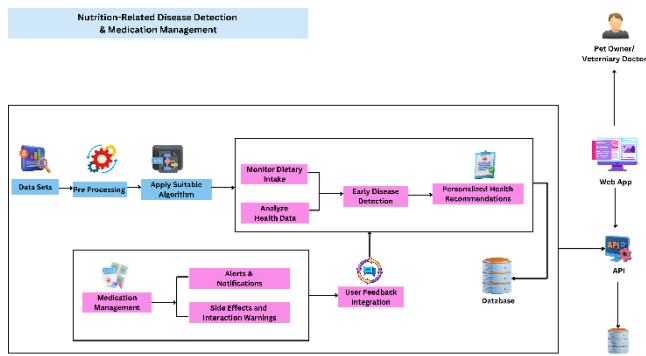 Nutrition-Related Disease Detection
& Medication Management
Pet Owner/
Veterniary Doctor
Data Sets
Pre Processing
Apply Suitable
Algorithm
Monitor Dietary
Intake
Analyze
Health Data
Early Disease
Detection
Personalized Health
Recommendations
Web App
API
API
Medication
Management
Alerts &
Notifications
Side Effects and
Interaction Warnings
User Feedback
Integration
Database